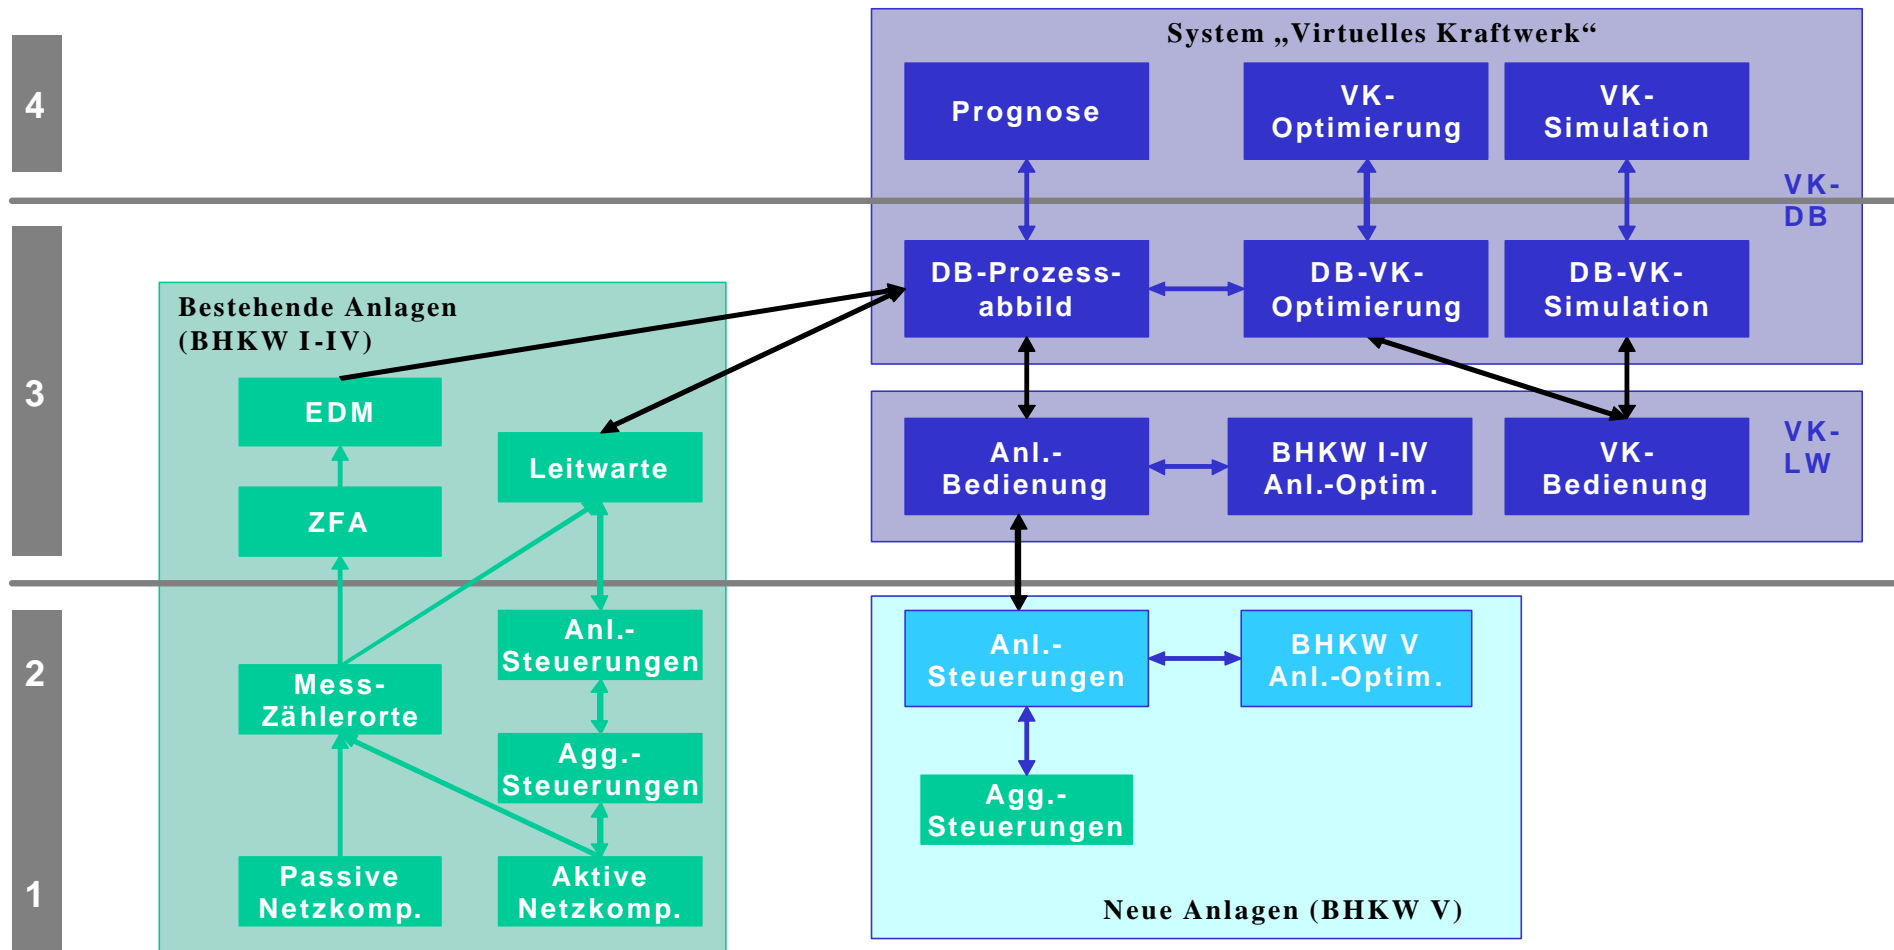 System „Virtuelles Kraftwerk“
4
Prognose
VK-
Optimierung
VK-
Simulation
VK-
DB
3
DB-Prozess-
abbild
DB-VK-
Optimierung
DB-VK-
Simulation
Bestehende Anlagen
(BHKW I-IV)
EDM
Leitwarte
ZFA
Anl.-
Bedienung
BHKW I-IV
Anl.-Optim.
VK-
Bedienung
VK-
LW
2
Anl.-
Steuerungen
Mess-
Zählerorte
Agg.-
Steuerungen
Anl.-
Steuerungen
BHKW V
Anl.-Optim.
Agg.-
Steuerungen
1
Passive
Netzkomp.
Aktive
Netzkomp.
Neue Anlagen (BHKW V)